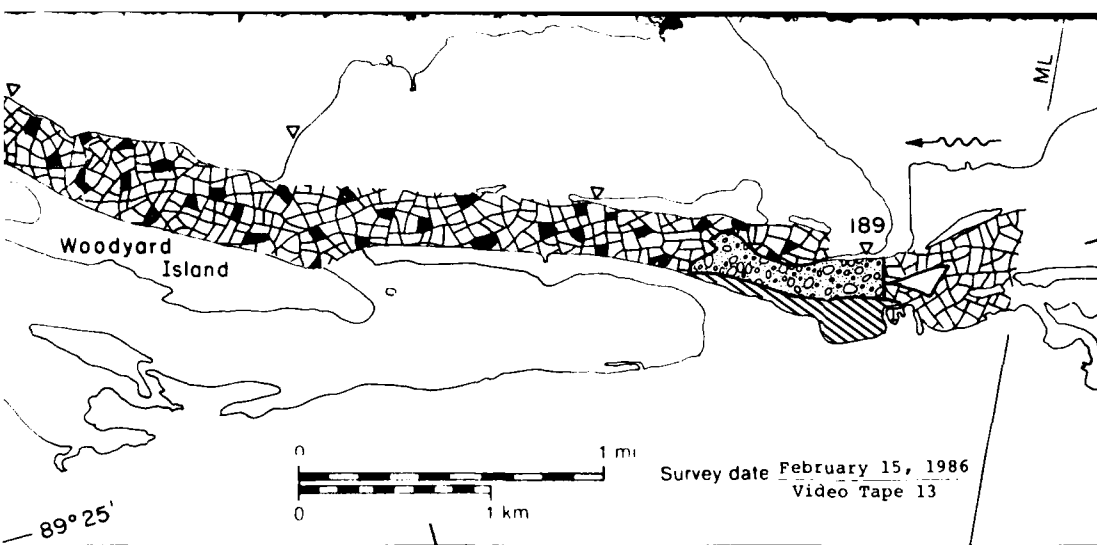 ML
189
Woodyard
Island
0 1 mi
Survey date February 15, 1986
Video Tape 13
0 1 km
89°25'